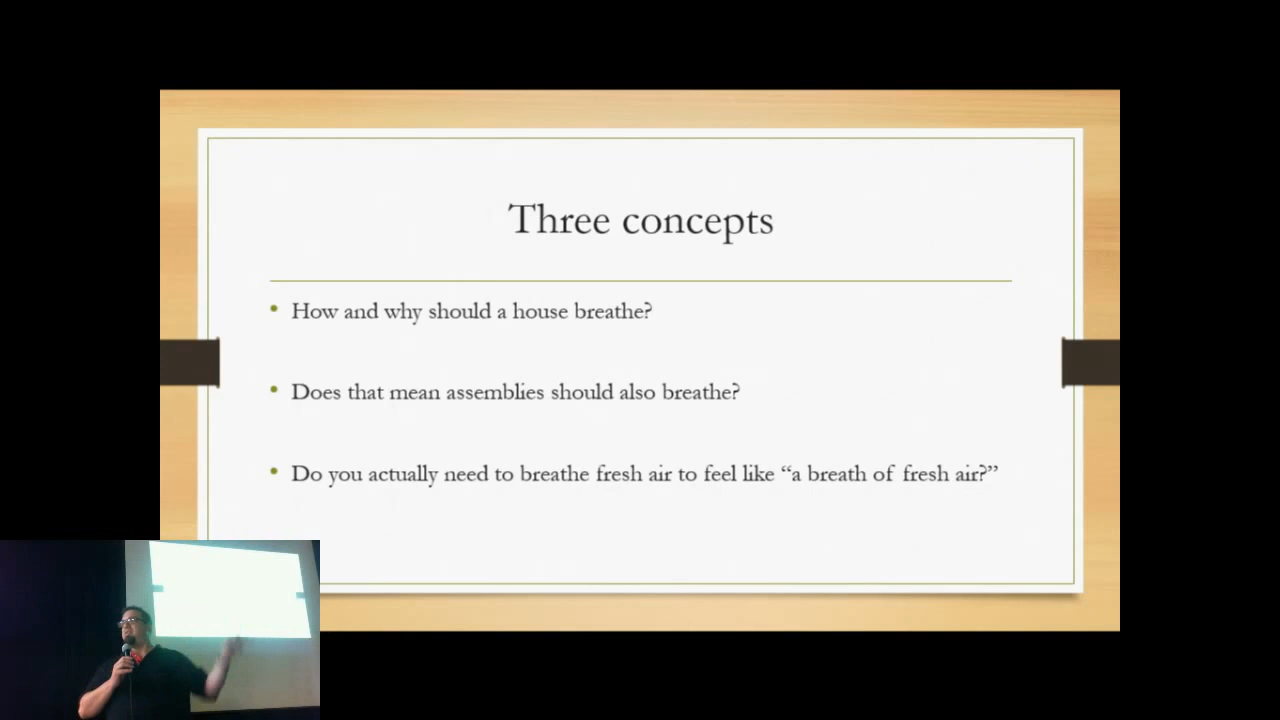 Three concepts
• How and why should a house breathe?
• Does that mean assemblies should also breathe?
• Do you actually need to breathe fresh air to feel like “a breath of fresh air?”